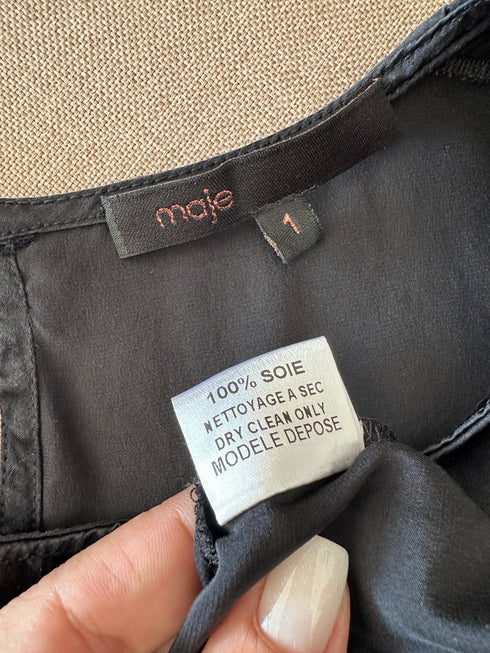 maje
1
100% SOIE
NETTOYAGE A SEC
DRY CLEAN ONLY
MODELE DEPOSE